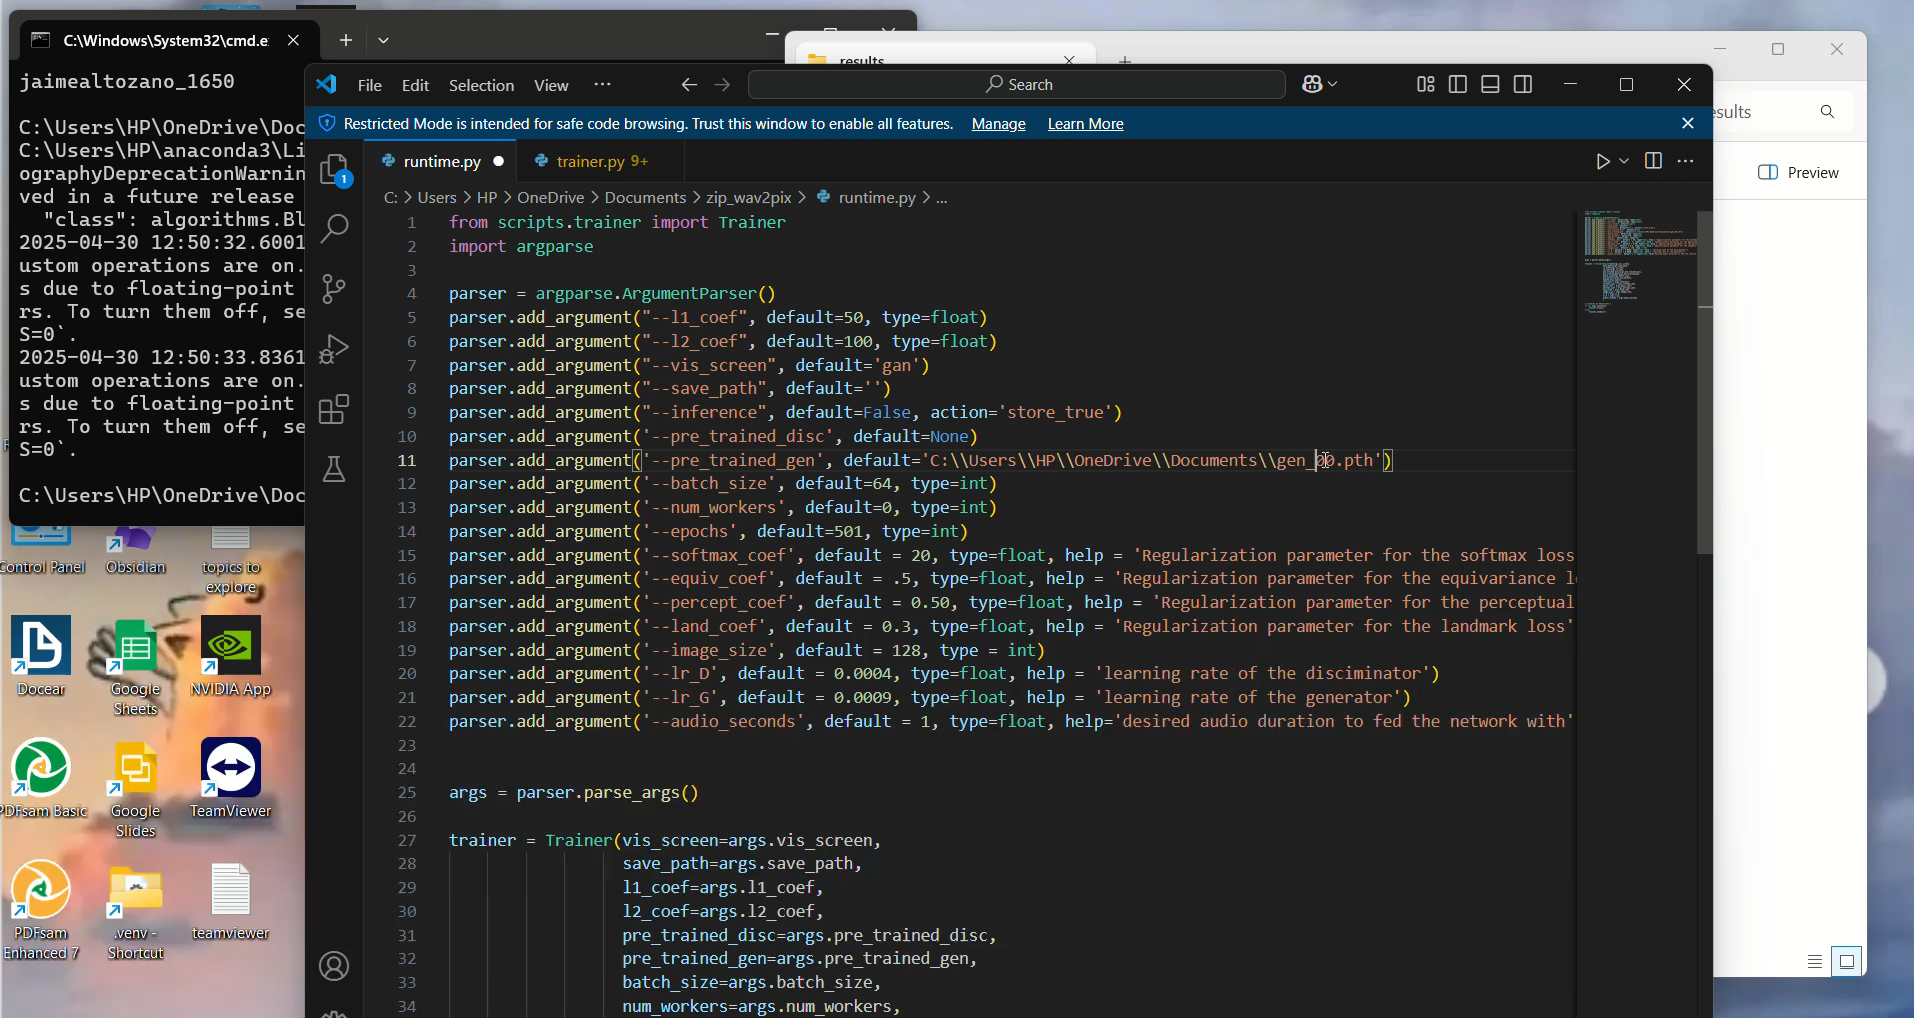 C:\Windows\System32\cmd.e
jaimealtozano_1650
C:\Users\HP\OneDrive\Doc
C:\Users\HP\anaconda3\Li
ographyDeprecationWarnin
ved in a future release
"class": algorithms.Bl
2025-04-30 12:50:32.6001
ustom operations are on.
s due to floating-point
rs. To turn them off, se
S=0`.
2025-04-30 12:50:33.8361
ustom operations are on.
s due to floating-point
rs. To turn them off, se
S=0`.
C:\Users\HP\OneDrive\Doc
results
esults
Preview
File Edit Selection View ···
Search
Restricted Mode is intended for safe code browsing. Trust this window to enable all features. Manage Learn More
1
runtime.py ● trainer.py 9+
C: > Users > HP > OneDrive > Documents > zip_wav2pix > runtime.py > ...
1 from scripts.trainer import Trainer
2 import argparse
3
4 parser = argparse.ArgumentParser()
5 parser.add_argument("--l1_coef", default=50, type=float)
6 parser.add_argument("--l2_coef", default=100, type=float)
7 parser.add_argument("--vis_screen", default='gan')
8 parser.add_argument("--save_path", default='')
9 parser.add_argument("--inference", default=False, action='store_true')
10 parser.add_argument('--pre_trained_disc', default=None)
11 parser.add_argument('--pre_trained_gen', default='C:\\Users\\HP\\OneDrive\\Documents\\gen_00.pth')
12 parser.add_argument('--batch_size', default=64, type=int)
13 parser.add_argument('--num_workers', default=0, type=int)
14 parser.add_argument('--epochs', default=501, type=int)
15 parser.add_argument('--softmax_coef', default = 20, type=float, help = 'Regularization parameter for the softmax loss
16 parser.add_argument('--equiv_coef', default = .5, type=float, help = 'Regularization parameter for the equivariance l
17 parser.add_argument('--percept_coef', default = 0.50, type=float, help = 'Regularization parameter for the perceptual
18 parser.add_argument('--land_coef', default = 0.3, type=float, help = 'Regularization parameter for the landmark loss'
19 parser.add_argument('--image_size', default = 128, type = int)
20 parser.add_argument('--lr_D', default = 0.0004, type=float, help = 'learning rate of the disciminator')
21 parser.add_argument('--lr_G', default = 0.0009, type=float, help = 'learning rate of the generator')
22 parser.add_argument('--audio_seconds', default = 1, type=float, help='desired audio duration to fed the network with'
23
24
25 args = parser.parse_args()
26
27 trainer = Trainer(vis_screen=args.vis_screen,
28 save_path=args.save_path,
29 l1_coef=args.l1_coef,
30 l2_coef=args.l2_coef,
31 pre_trained_disc=args.pre_trained_disc,
32 pre_trained_gen=args.pre_trained_gen,
33 batch_size=args.batch_size,
34 num_workers=args.num_workers,
Control Panel
Obsidian
topics to
explore
Docear
Google
Sheets
NVIDIA App
PDFsam Basic
Google
Slides
TeamViewer
PDFsam
Enhanced 7
.venv -
Shortcut
teamviewer